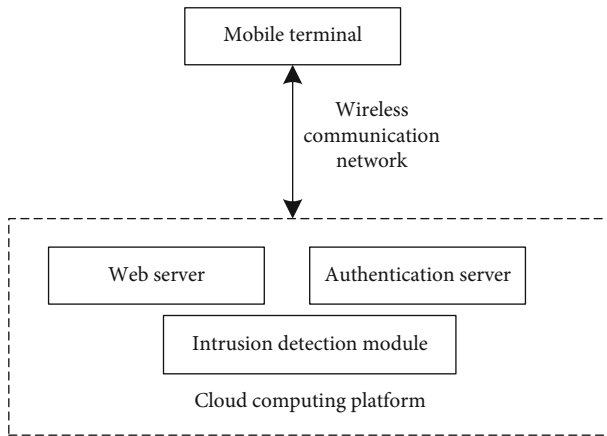 Mobile terminal
Wireless
communication
network
Web server
Authentication server
Intrusion detection module
Cloud computing platform